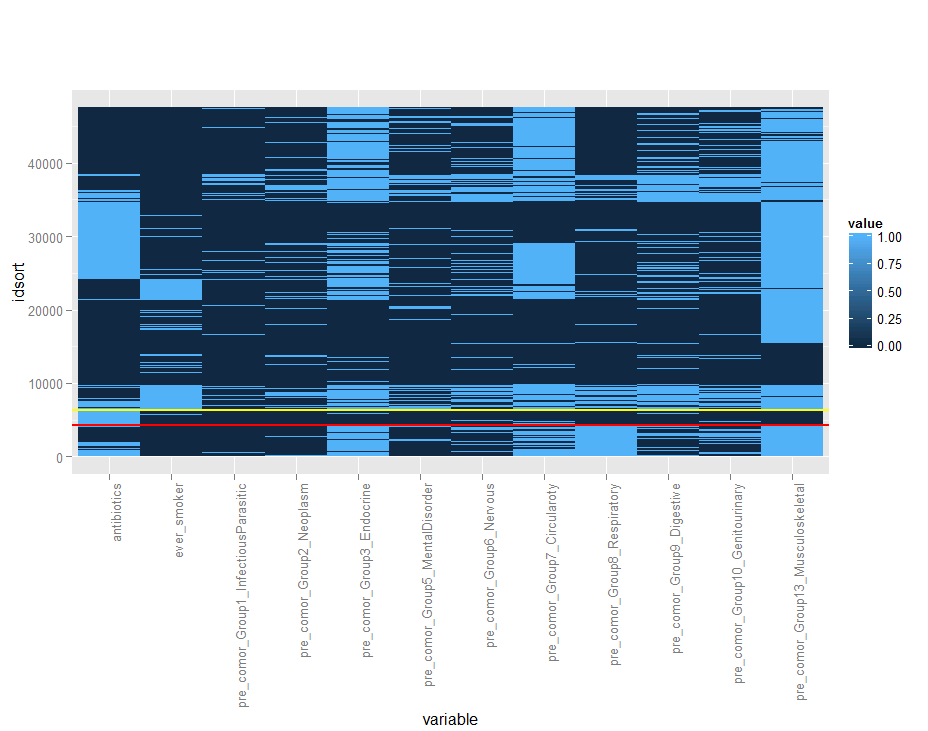 idsort
40000
30000
20000
10000
0
antibiotics
ever_smoker
pre_comor_Group1_InfectiousParasitic
pre_comor_Group2_Neoplasm
pre_comor_Group3_Endocrine
pre_comor_Group5_MentalDisorder
pre_comor_Group6_Nervous
pre_comor_Group7_Circularoty
pre_comor_Group8_Respiratory
pre_comor_Group9_Digestive
pre_comor_Group10_Genitourinary
pre_comor_Group13_Musculoskeletal
variable
value
1.00
0.75
0.50
0.25
0.00